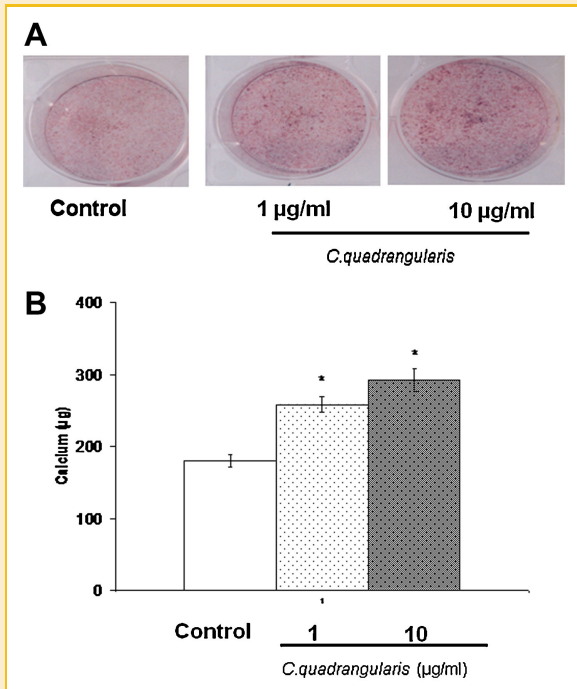 A
Control
1 µg/ml
10 µg/ml
C.quadrangularis
B
400
300
200
100
0
Calcium (µg)
*
*
1
Control
1
10
C.quadrangularis (µg/ml)